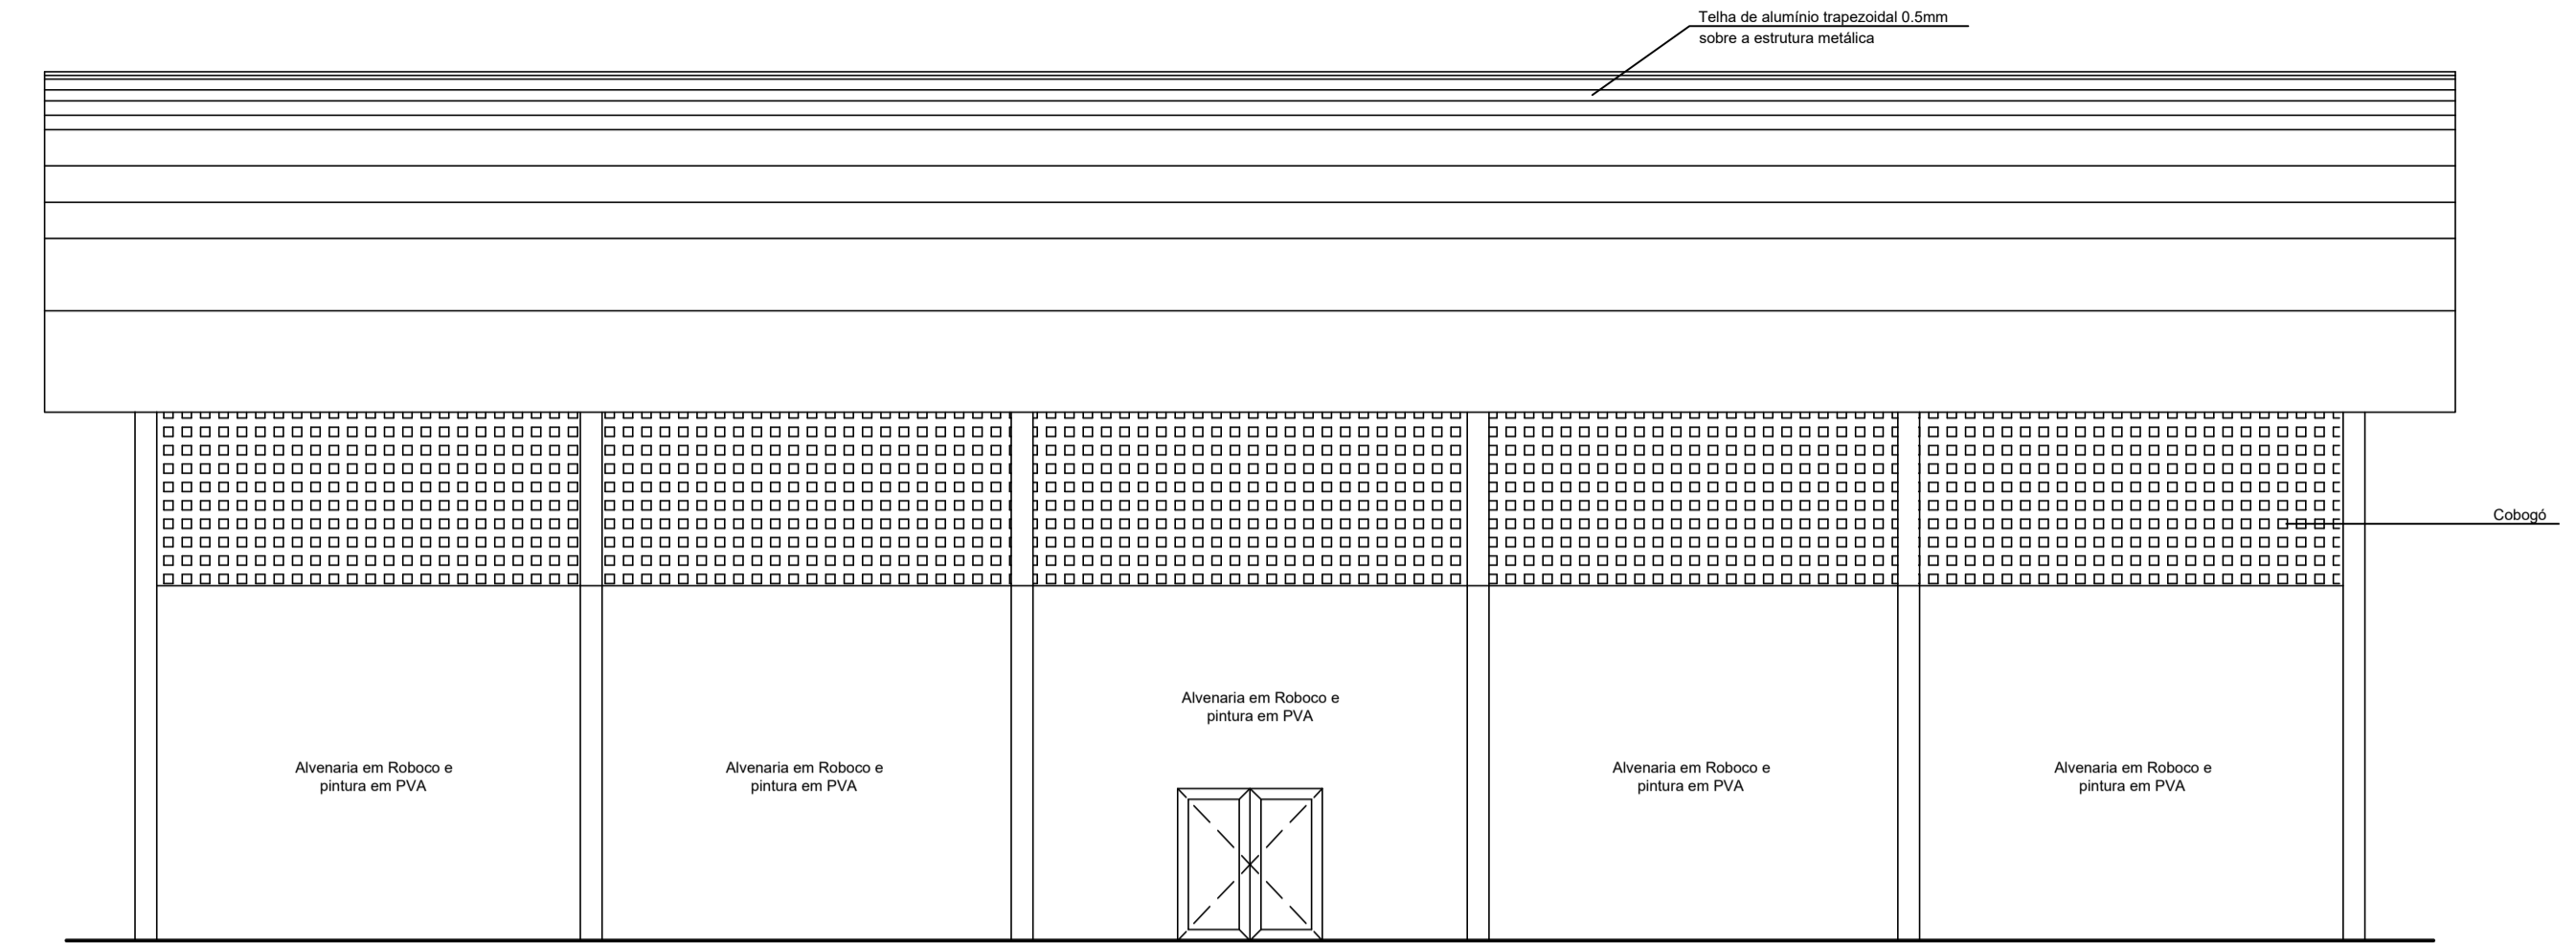 Telha de alumínio trapezoidal 0.5mm
sobre a estrutura metálica
Cobogó
Alvenaria em Roboco e
pintura em PVA
Alvenaria em Roboco e
pintura em PVA
Alvenaria em Roboco e
pintura em PVA
Alvenaria em Roboco e
pintura em PVA
Alvenaria em Roboco e
pintura em PVA